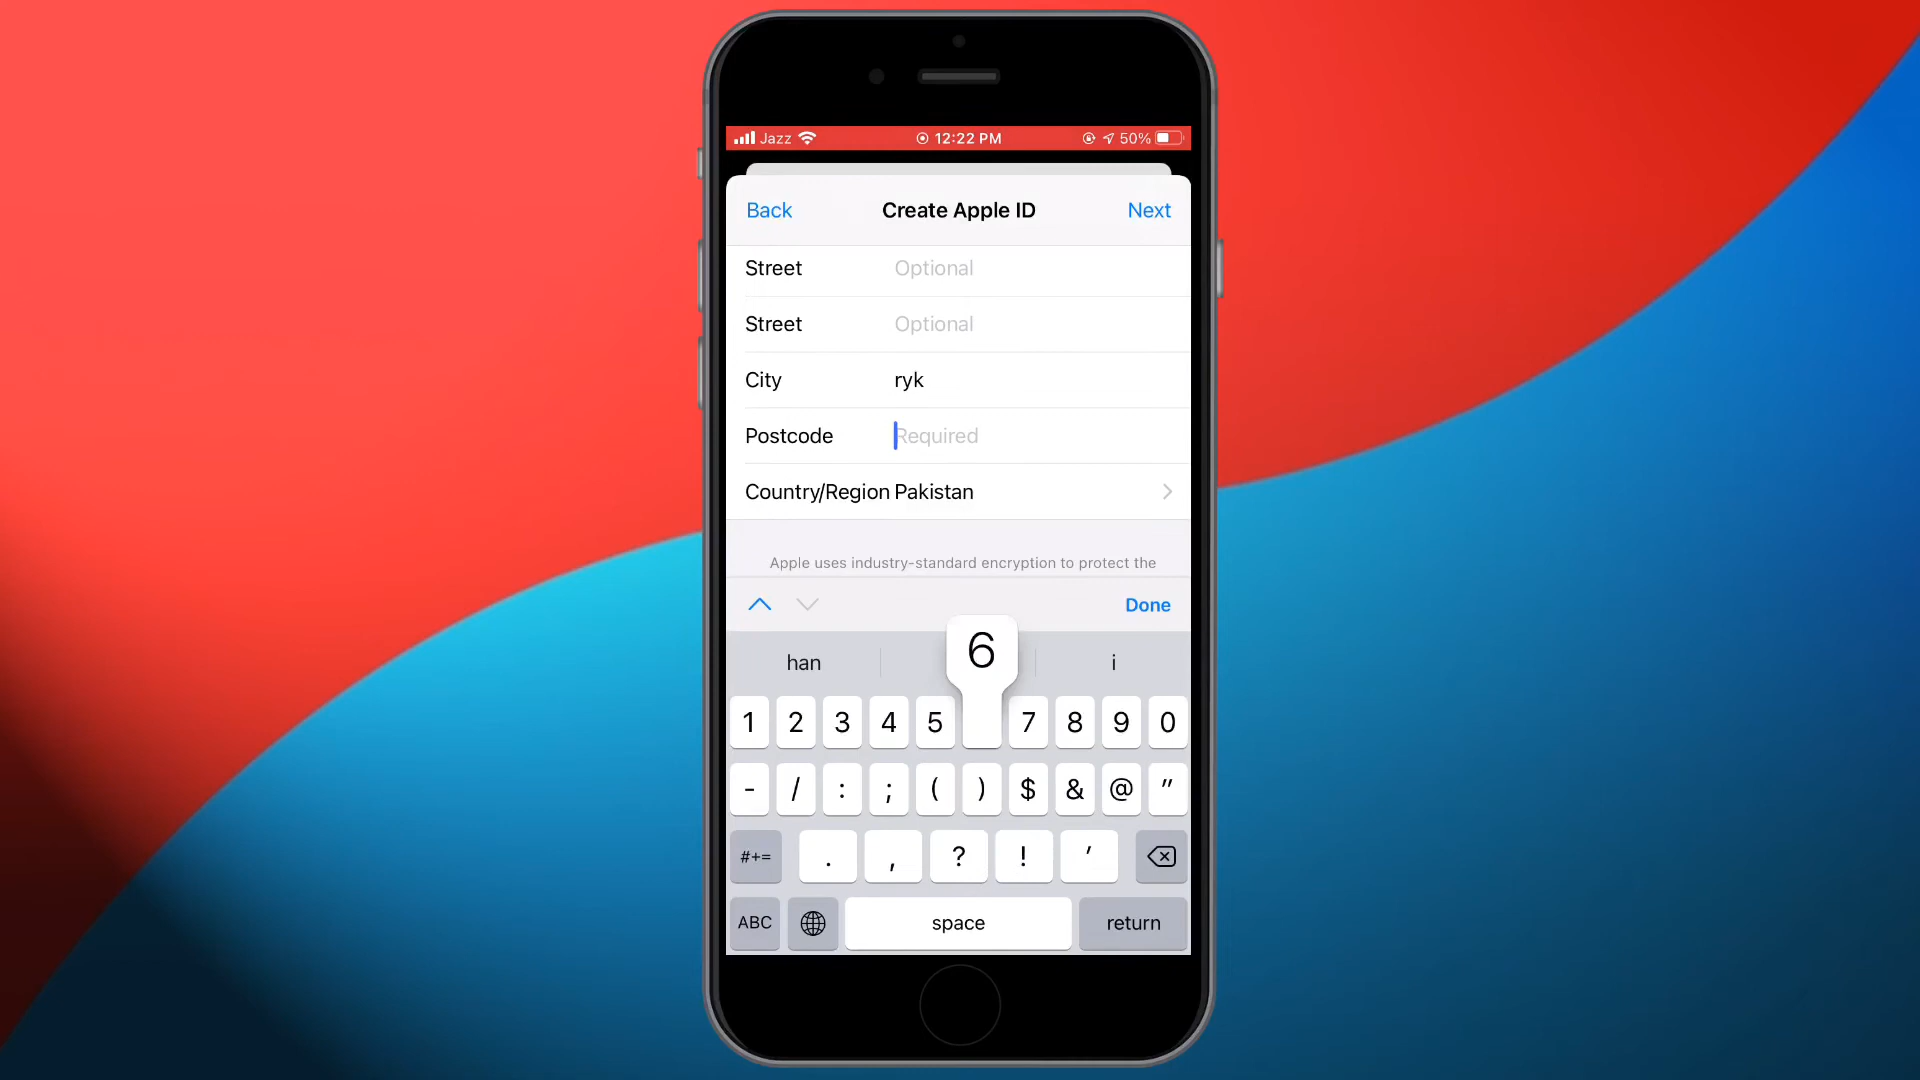 Jazz 12:22 PM 50%
Back Create Apple ID Next
Street Optional
Street Optional
City ryk
Postcode Required
Country/Region Pakistan
Apple uses industry-standard encryption to protect the
Done
han i
6
1 2 3 4 5 7 8 9 0
- / : ; ( ) $ & @ "
#+= . , ? ! '
ABC space return